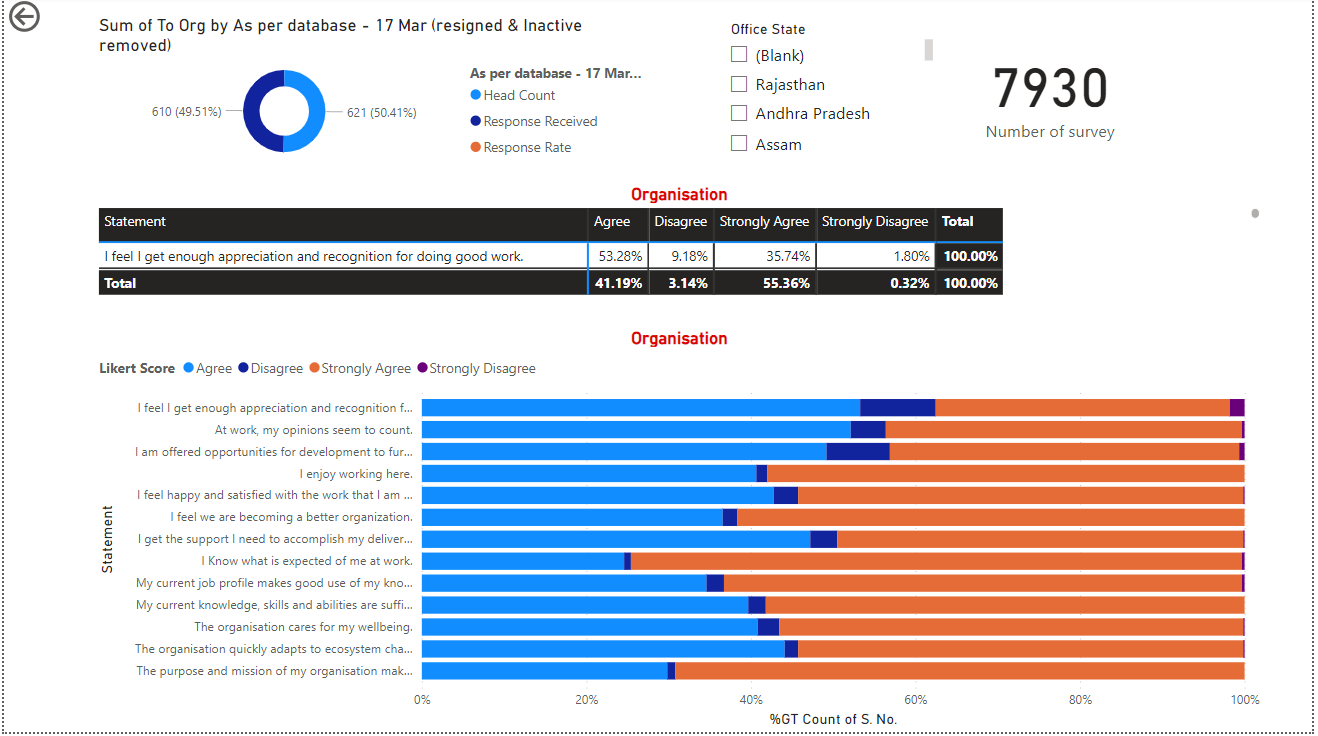 Sum of To Org by As per database - 17 Mar (resigned & Inactive
removed)
610 (49.51%)
621 (50.41%)
As per database - 17 Mar...
Head Count
Response Received
Response Rate
Office State
(Blank)
Rajasthan
Andhra Pradesh
Assam
7930
Number of survey
Organisation
Statement Agree Disagree Strongly Agree Strongly Disagree Total
I feel I get enough appreciation and recognition for doing good work. 53.28% 9.18% 35.74% 1.80% 100.00%
Total 41.19% 3.14% 55.36% 0.32% 100.00%
Organisation
Likert Score Agree Disagree Strongly Agree Strongly Disagree
Statement
I feel I get enough appreciation and recognition f...
At work, my opinions seem to count.
I am offered opportunities for development to fur...
I enjoy working here.
I feel happy and satisfied with the work that I am ...
I feel we are becoming a better organization.
I get the support I need to accomplish my deliver...
I Know what is expected of me at work.
My current job profile makes good use of my kno...
My current knowledge, skills and abilities are suffi...
The organisation cares for my wellbeing.
The organisation quickly adapts to ecosystem cha...
The purpose and mission of my organisation mak...
0% 20% 40% 60% 80% 100%
%GT Count of S. No.